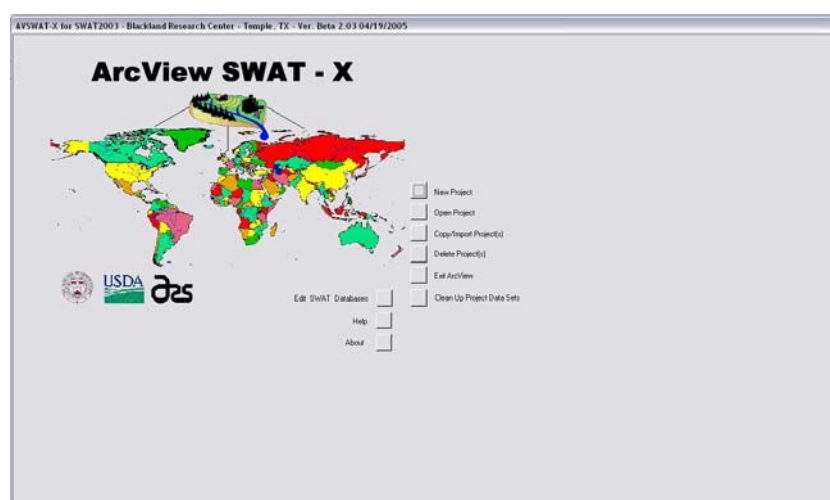 AVSWAT-X for SWAT2003 - Blackland Research Center - Temple, TX - Ver. Beta 2.03 04/19/2005
ArcView SWAT - X
New Project
Open Project
Copy/Import Project(s)
Delete Project(s)
Exit ArcView
Edit SWAT Databases
Clean Up Project Data Sets
Help
About
USDA
ars